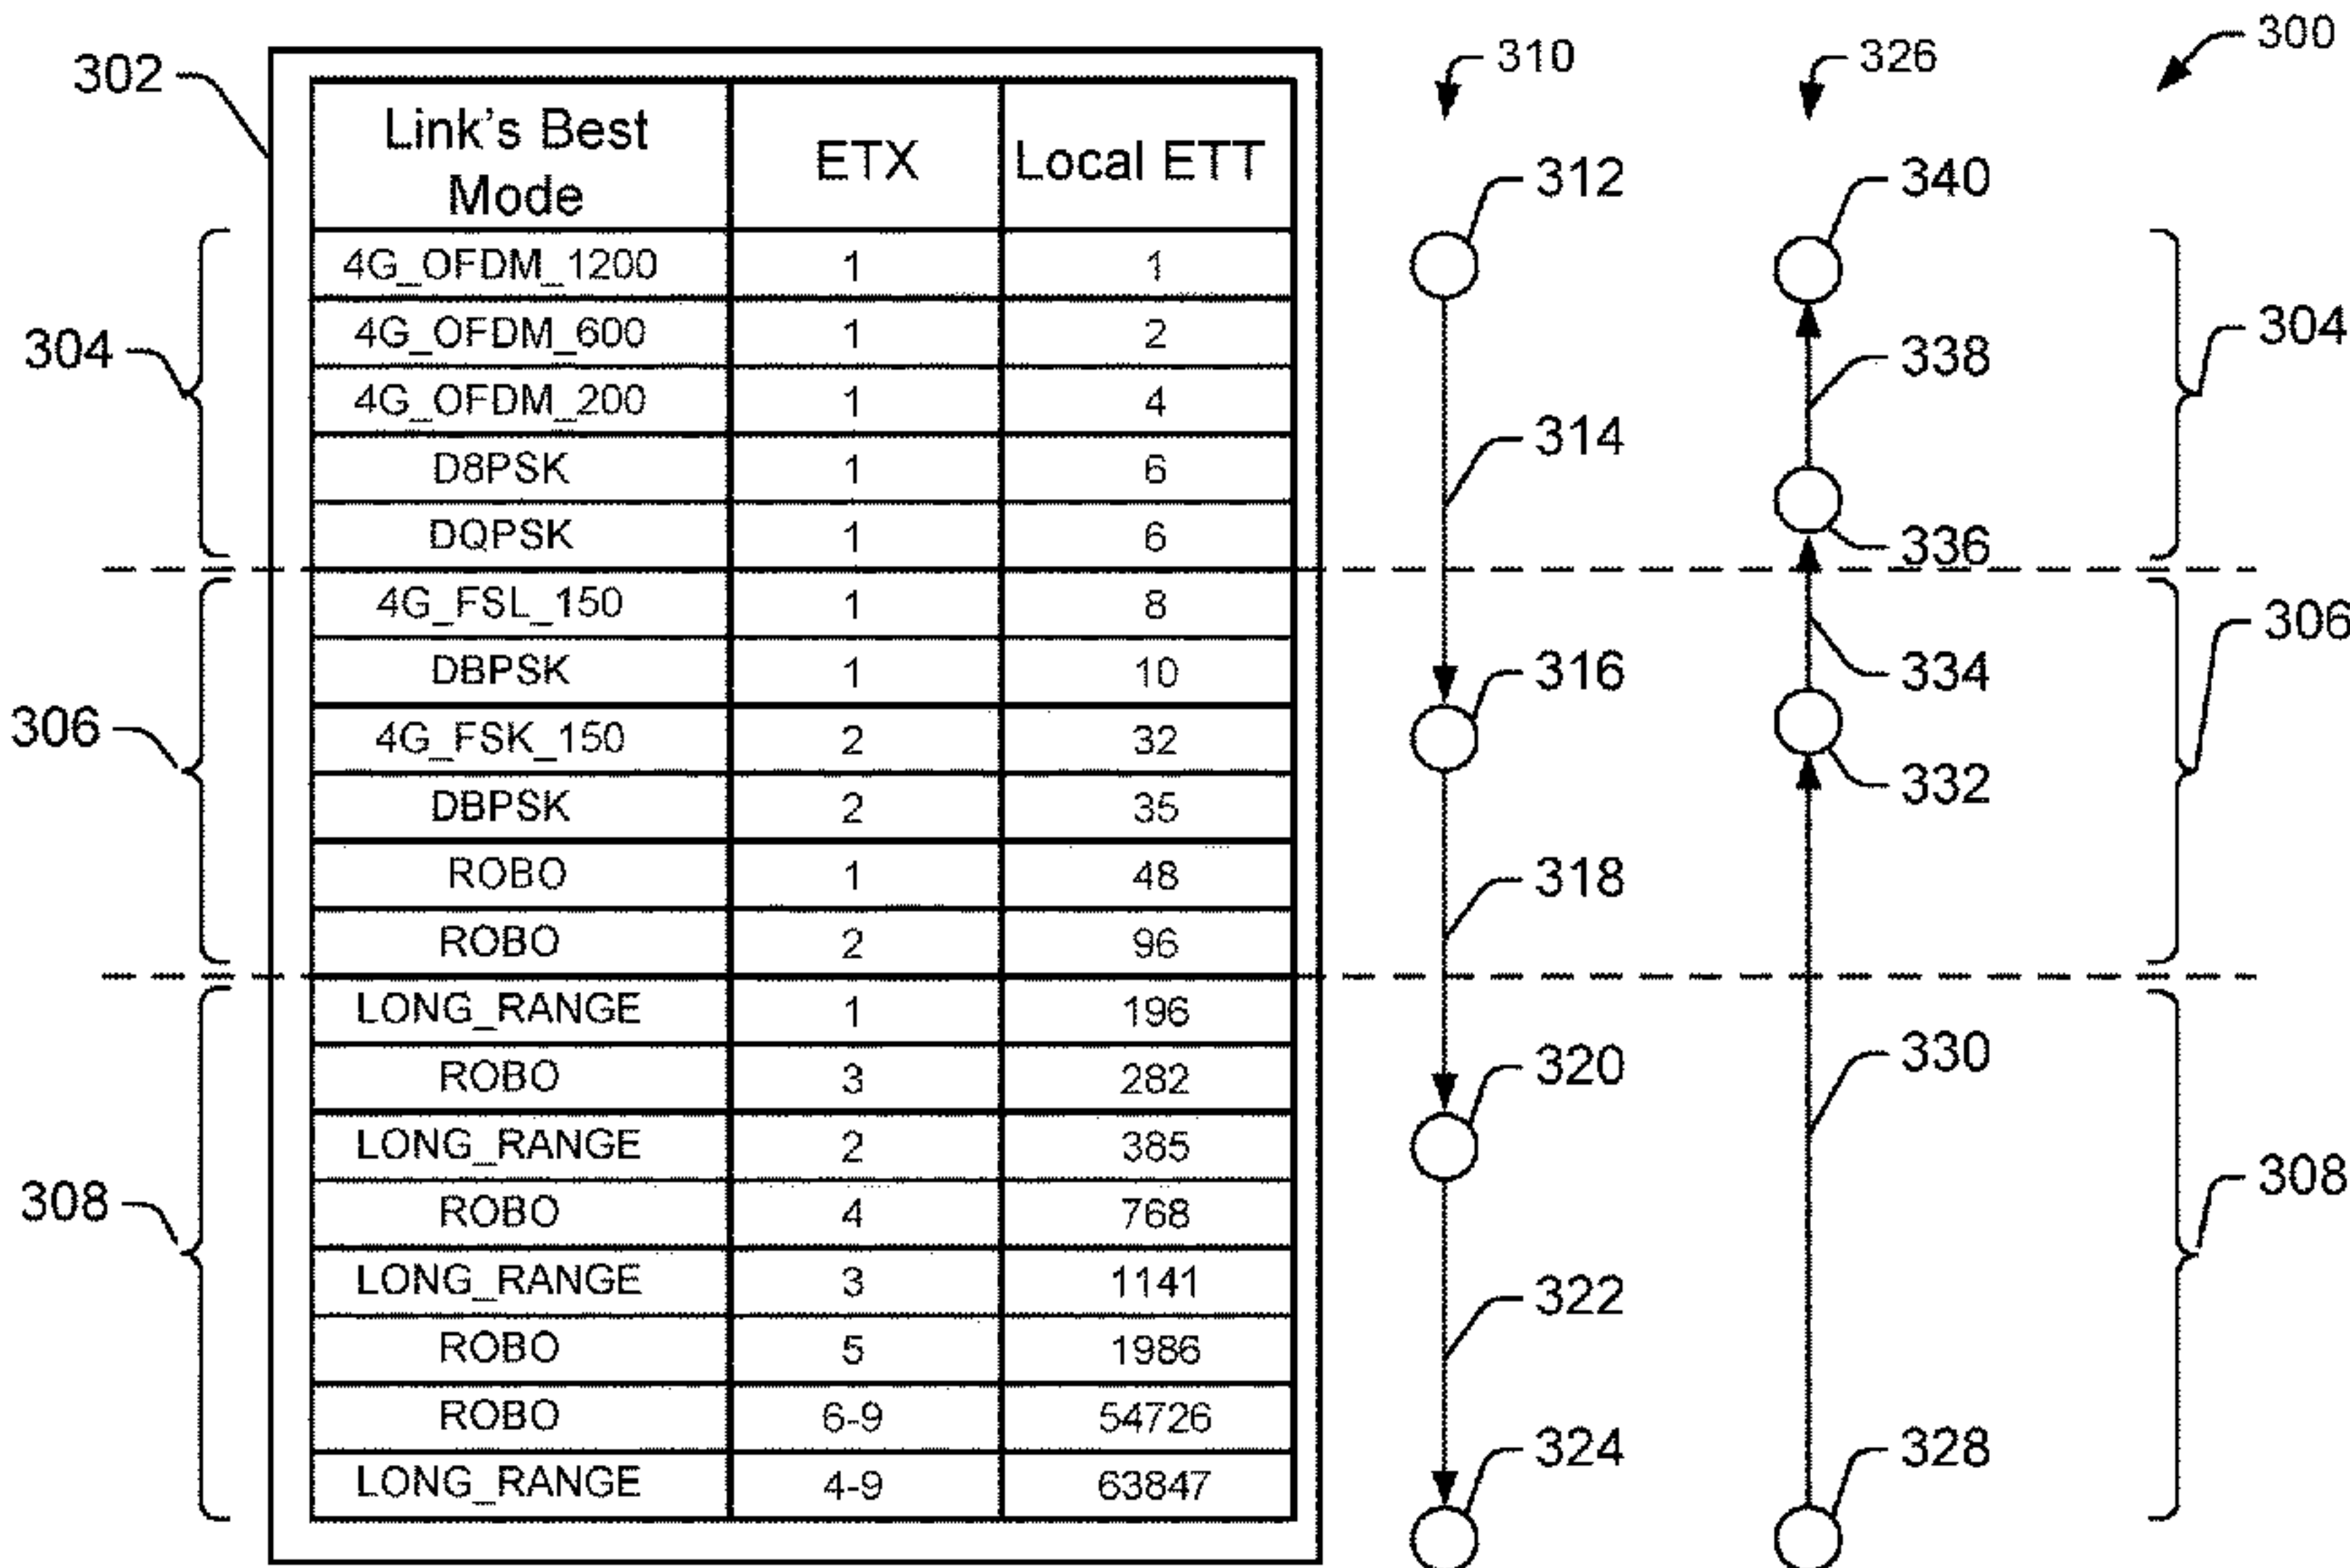 310
326
300
302
Link's Best Mode ETX Local ETT
312
340
4G_OFDM_1200 1 1
4G_OFDM_600 1 2
304
304
338
4G_OFDM_200 1 4
314
D8PSK 1 6
DQPSK 1 6
336
4G_FSL_150 1 8
306
DBPSK 1 10
316
334
306
4G_FSK_150 2 32
332
DBPSK 2 35
ROBO 1 48
318
ROBO 2 96
LONG_RANGE 1 196
320
330
ROBO 3 282
LONG_RANGE 2 385
308
308
ROBO 4 768
LONG_RANGE 3 1141
322
ROBO 5 1986
ROBO 6-9 54726
324
328
LONG_RANGE 4-9 63847